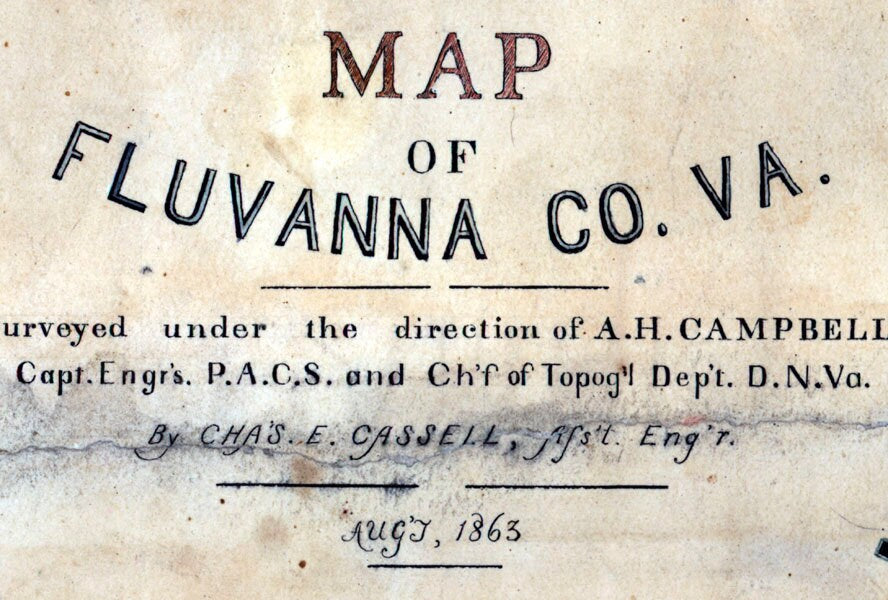 MAP
OF
FLUVANNA CO. VA.
urveyed under the direction of A.H. CAMPBELL
Capt. Engr's. P.A.C.S. and Ch'f of Topog'l Dep't. D.N.Va.
By CHA'S. E. CASSELL, Ass't. Eng'r.
AUG'T, 1863